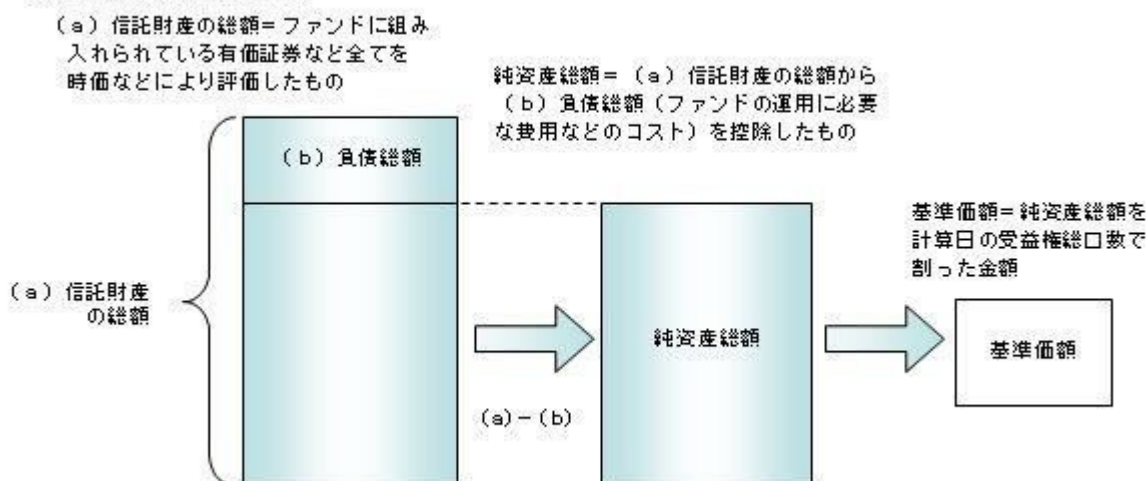 (a)信託財産の総額=ファンドに組み
入れられている有価証券など全てを
時価などにより評価したもの
純資産総額=(a)信託財産の総額から
(b)負債総額(ファンドの運用に必要
な費用などのコスト)を控除したもの
(b)負債総額
基準価額=純資産総額を
計算日の受益権総口数で
割った金額
(a)信託財産
の総額
純資産総額
基準価額
(a)-(b)